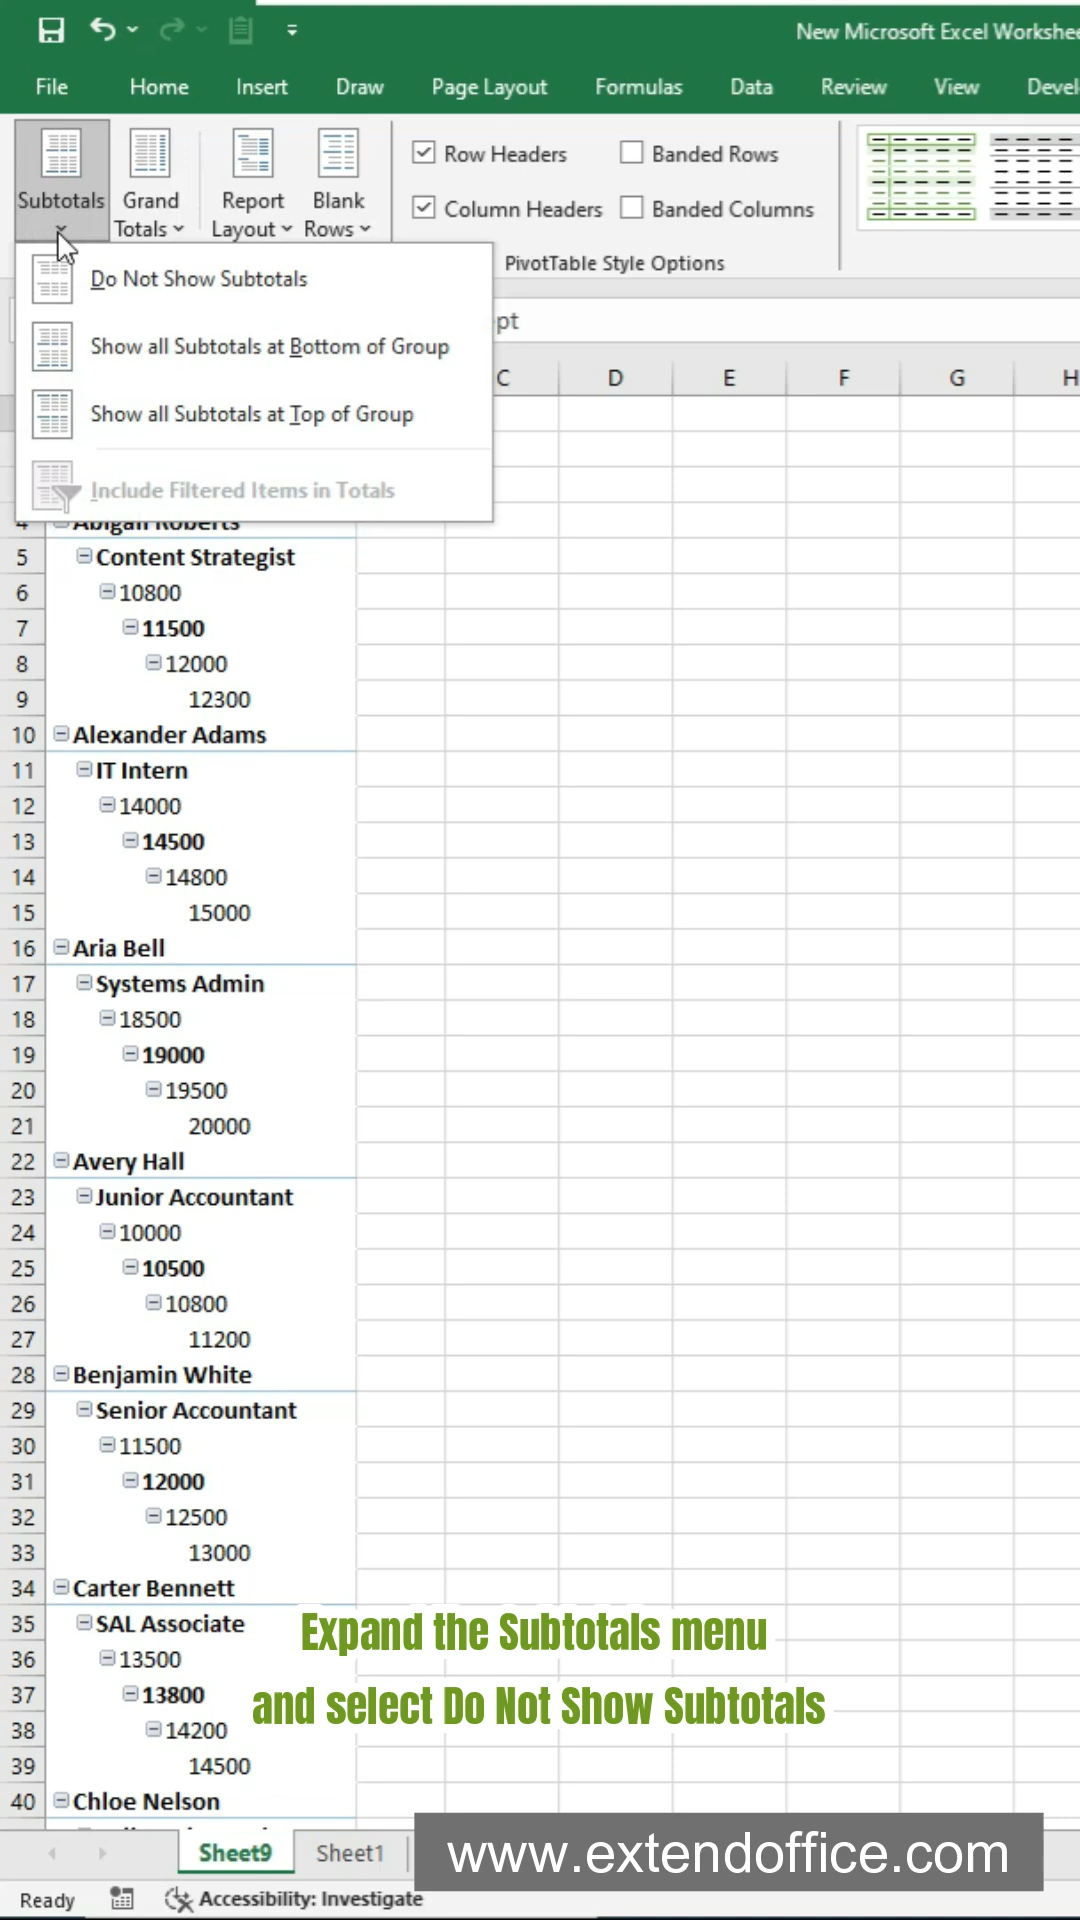 New Microsoft Excel Workshee
File Home Insert Draw Page Layout Formulas Data Review View Devel
Subtotals
Grand Totals
Report Layout
Blank Rows
Row Headers
Banded Rows
Column Headers
Banded Columns
PivotTable Style Options
Do Not Show Subtotals
Show all Subtotals at Bottom of Group
Show all Subtotals at Top of Group
Include Filtered Items in Totals
pt
C D E F G H
4 Abigail Roberts
5 Content Strategist
6 10800
7 11500
8 12000
9 12300
10 Alexander Adams
11 IT Intern
12 14000
13 14500
14 14800
15 15000
16 Aria Bell
17 Systems Admin
18 18500
19 19000
20 19500
21 20000
22 Avery Hall
23 Junior Accountant
24 10000
25 10500
26 10800
27 11200
28 Benjamin White
29 Senior Accountant
30 11500
31 12000
32 12500
33 13000
34 Carter Bennett
35 SAL Associate
36 13500
37 13800
38 14200
39 14500
40 Chloe Nelson
Expand the Subtotals menu
and select Do Not Show Subtotals
Sheet9 Sheet1
www.extendoffice.com
Ready Accessibility: Investigate